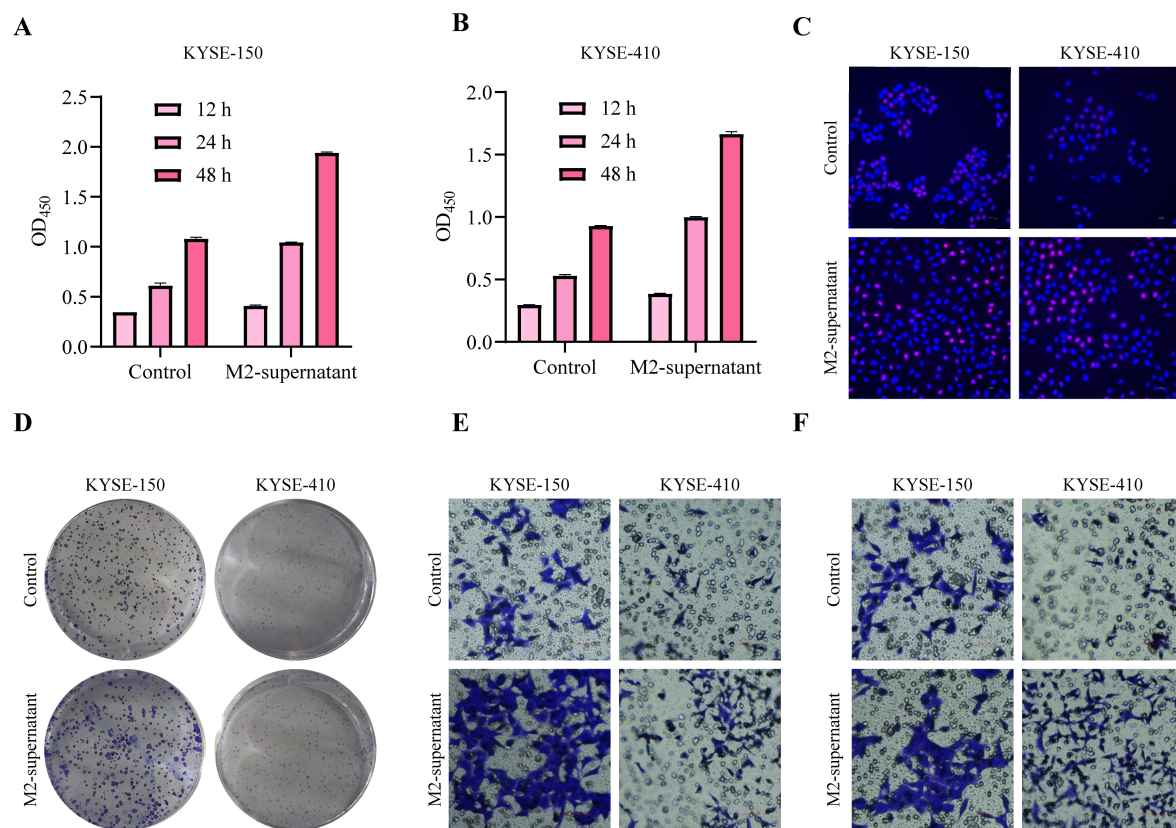 A
KYSE-150
OD450
2.5
2.0
1.5
1.0
0.5
0.0
12 h
24 h
48 h
Control
M2-supernatant
B
KYSE-410
OD450
2.0
1.5
1.0
0.5
0.0
12 h
24 h
48 h
Control
M2-supernatant
C
KYSE-150
KYSE-410
Control
M2-supernatant
D
KYSE-150
KYSE-410
Control
M2-supernatant
E
KYSE-150
KYSE-410
Control
M2-supernatant
F
KYSE-150
KYSE-410
Control
M2-supernatant